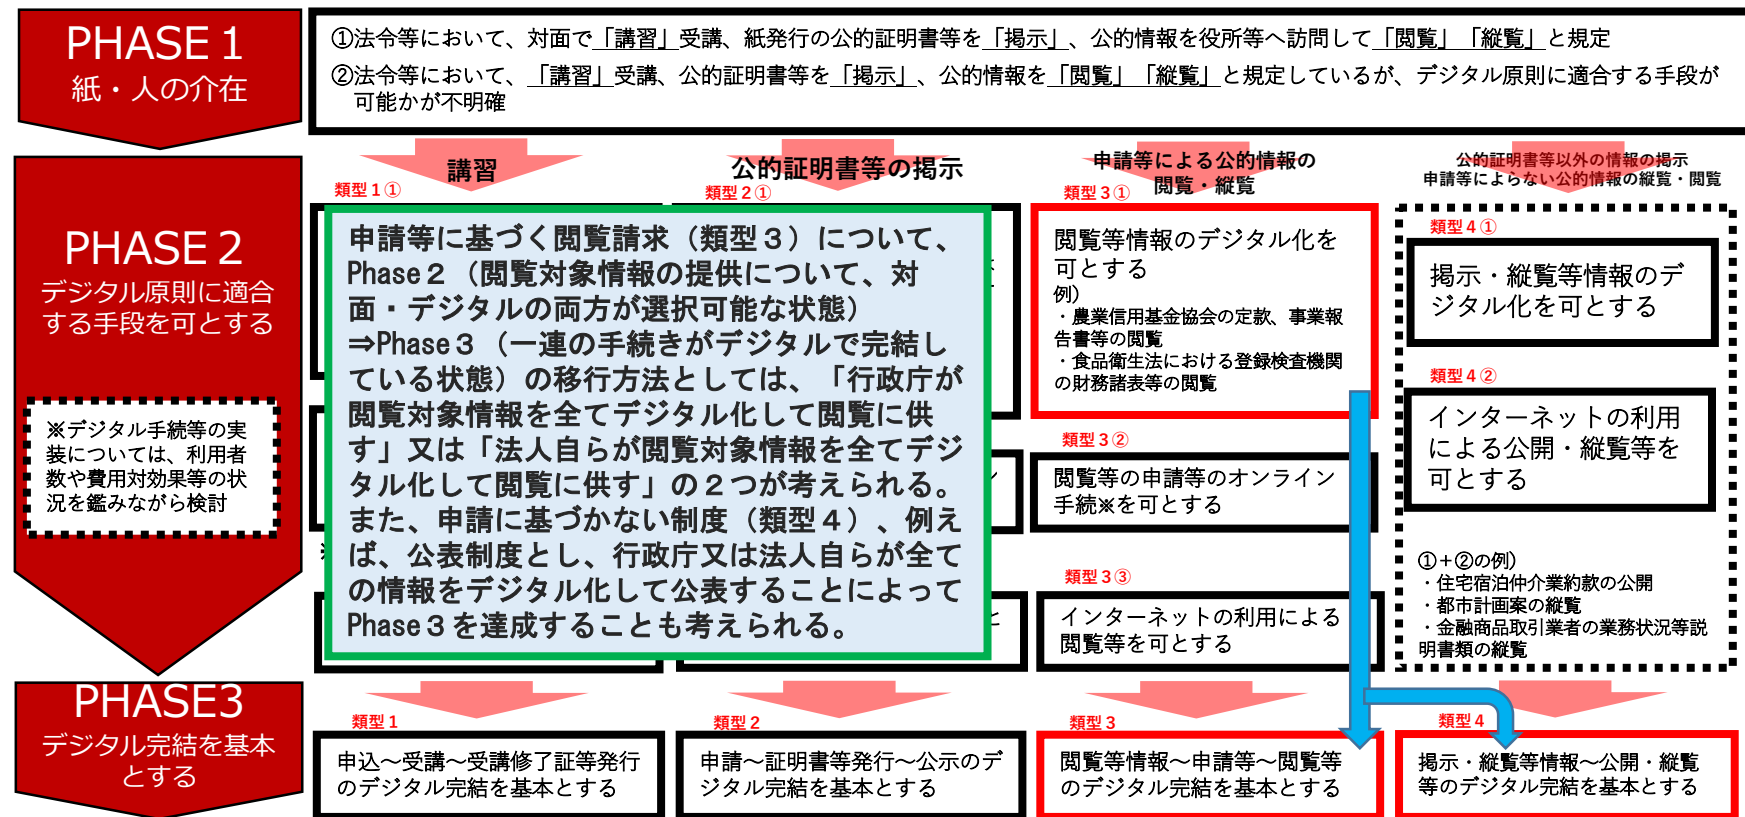 PHASE１
紙・人の介在
①法令等において、対面で「講習」受講、紙発行の公的証明書等を「掲示」、公的情報を役所等へ訪問して「閲覧」「縦覧」と規定
②法令等において、「講習」受講、公的証明書等を「掲示」、公的情報を「閲覧」「縦覧」と規定しているが、デジタル原則に適合する手段が
可能かが不明確
PHASE２
デジタル原則に適合
する手段を可とする
※デジタル手続等の実
装については、利用者
数や費用対効果等の状
況を鑑みながら検討
講習
類型１①
公的証明書等の掲示
類型２①
申請等に基づく閲覧請求（類型３）について、
Phase２（閲覧対象情報の提供について、対
面・デジタルの両方が選択可能な状態）
⇒Phase３（一連の手続きがデジタルで完結し
ている状態）の移行方法としては、「行政庁が
閲覧対象情報を全てデジタル化して閲覧に供
す」又は「法人自らが閲覧対象情報を全てデジ
タル化して閲覧に供す」の２つが考えられる。
また、申請に基づかない制度（類型４）、例え
ば、公表制度とし、行政庁又は法人自らが全て
の情報をデジタル化して公表することによって
Phase３を達成することも考えられる。
申請等による公的情報の
閲覧・縦覧
類型３①
閲覧等情報のデジタル化を
可とする
例）
・農業信用基金協会の定款、事業報
告書等の閲覧
・食品衛生法における登録検査機関
の財務諸表等の閲覧
類型３②
閲覧等の申請等のオンライン
手続※を可とする
類型３③
インターネットの利用による
閲覧等を可とする
公的証明書等以外の情報の掲示
申請等によらない公的情報の縦覧・閲覧
類型４①
掲示・縦覧等情報のデ
ジタル化を可とする
類型４②
インターネットの利用
による公開・縦覧等を
可とする
①+②の例）
・住宅宿泊仲介業約款の公開
・都市計画案の縦覧
・金融商品取引業者の業務状況等説
明書類の縦覧
PHASE3
デジタル完結を基本
とする
類型１
申込～受講～受講修了証等発行
のデジタル完結を基本とする
類型２
申請～証明書等発行～公示のデ
ジタル完結を基本とする
類型３
閲覧等情報～申請等～閲覧等
のデジタル完結を基本とする
類型４
掲示・縦覧等情報～公開・縦覧
等のデジタル完結を基本とする